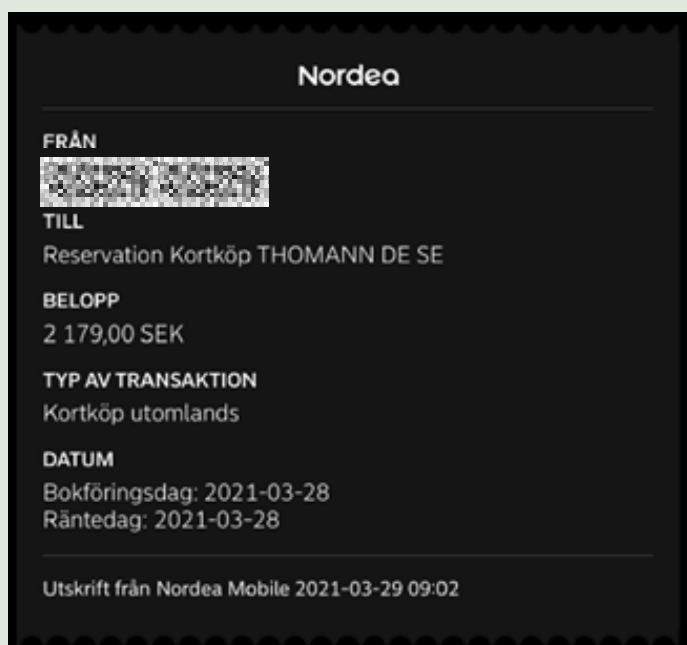 Nordea
FRÅN
TILL
Reservation Kortköp THOMANN DE SE
BELOPP
2 179,00 SEK
TYP AV TRANSAKTION
Kortköp utomlands
DATUM
Bokföringsdag: 2021-03-28
Räntedag: 2021-03-28
Utskrift från Nordea Mobile 2021-03-29 09:02